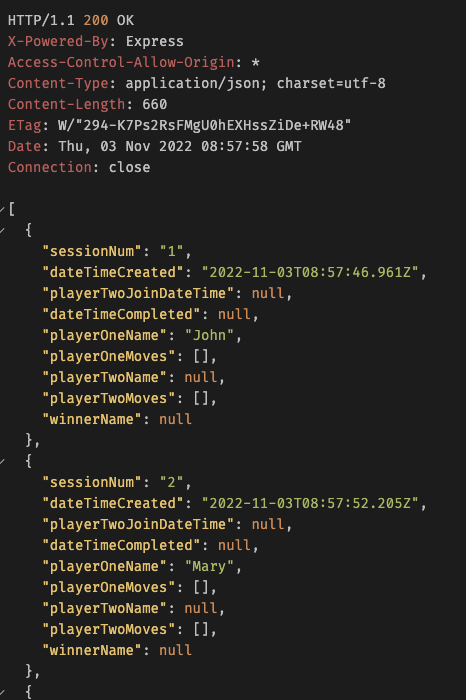 HTTP/1.1 200 OK
X-Powered-By: Express
Access-Control-Allow-Origin: *
Content-Type: application/json; charset=utf-8
Content-Length: 660
ETag: W/"294-K7Ps2RsFMgU0hEXHssZiDe+RW48"
Date: Thu, 03 Nov 2022 08:57:58 GMT
Connection: close
[
{
"sessionNum": "1",
"dateTimeCreated": "2022-11-03T08:57:46.961Z",
"playerTwoJoinDateTime": null,
"dateTimeCompleted": null,
"playerOneName": "John",
"playerOneMoves": [],
"playerTwoName": null,
"playerTwoMoves": [],
"winnerName": null
},
{
"sessionNum": "2",
"dateTimeCreated": "2022-11-03T08:57:52.205Z",
"playerTwoJoinDateTime": null,
"dateTimeCompleted": null,
"playerOneName": "Mary",
"playerOneMoves": [],
"playerTwoName": null,
"playerTwoMoves": [],
"winnerName": null
},
{